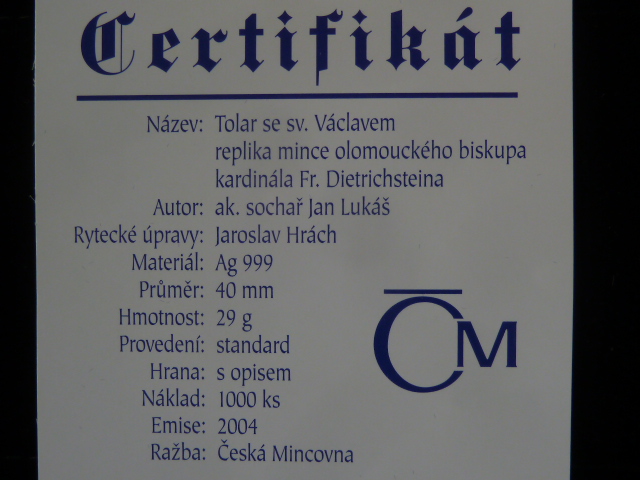 Certifikát
Název: Tolar se sv. Václavem
replika mince olomouckého biskupa
kardinála Fr. Dietrichsteina
Autor: ak. sochař Jan Lukáš
Rytecké úpravy: Jaroslav Hrách
Materiál: Ag 999
Průměr: 40 mm
Hmotnost: 29 g
Provedení: standard
Hrana: s opisem
Náklad: 1000 ks
Emise: 2004
Ražba: Česká Mincovna
ČM